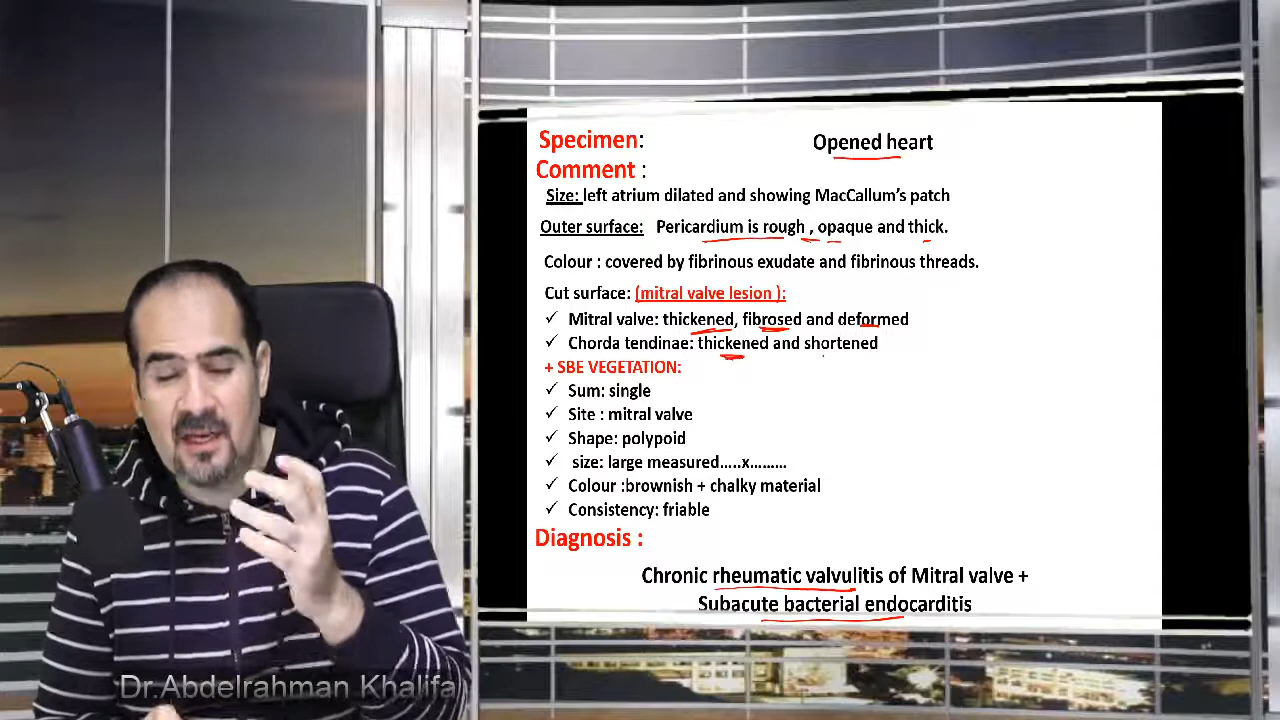 Specimen: Opened heart
Comment :
Size: left atrium dilated and showing MacCallum’s patch
Outer surface: Pericardium is rough , opaque and thick.
Colour : covered by fibrinous exudate and fibrinous threads.
Cut surface: (mitral valve lesion ):
✓ Mitral valve: thickened, fibrosed and deformed
✓ Chorda tendinae: thickened and shortened
+ SBE VEGETATION:
✓ Sum: single
✓ Site : mitral valve
✓ Shape: polypoid
✓ size: large measured.....x.........
✓ Colour :brownish + chalky material
✓ Consistency: friable
Diagnosis :
Chronic rheumatic valvulitis of Mitral valve +
Subacute bacterial endocarditis
Dr.Abdelrahman Khalifa